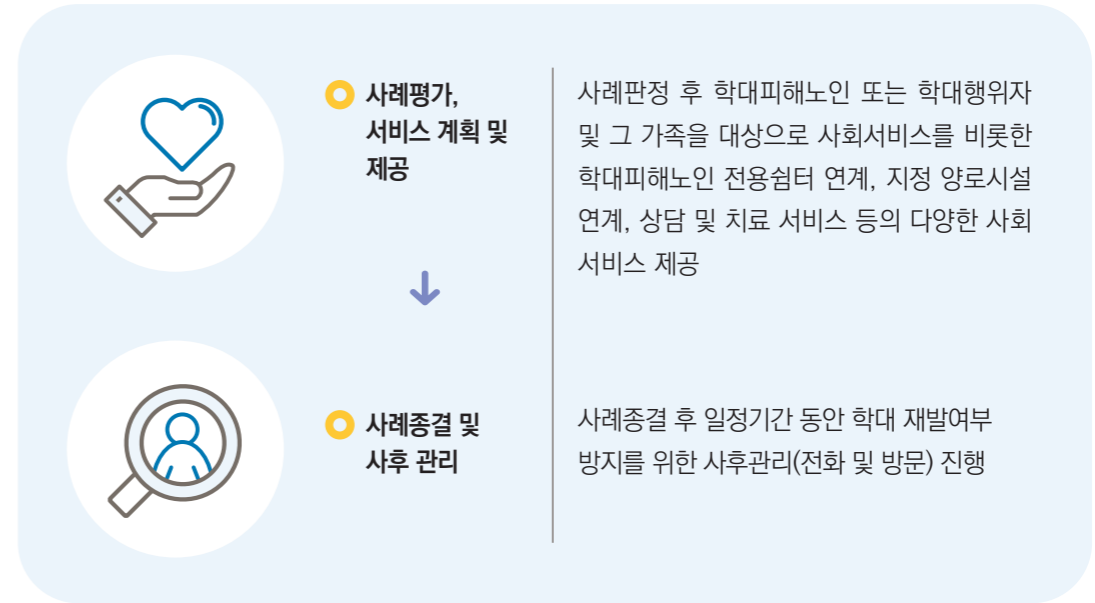 사례평가,
서비스 계획 및
제공
사례판정 후 학대피해노인 또는 학대행위자
및 그 가족을 대상으로 사회서비스를 비롯한
학대피해노인 전용쉼터 연계, 지정 양로시설
연계, 상담 및 치료 서비스 등의 다양한 사회
서비스 제공
사례종결 및
사후 관리
사례종결 후 일정기간 동안 학대 재발여부
방지를 위한 사후관리(전화 및 방문) 진행